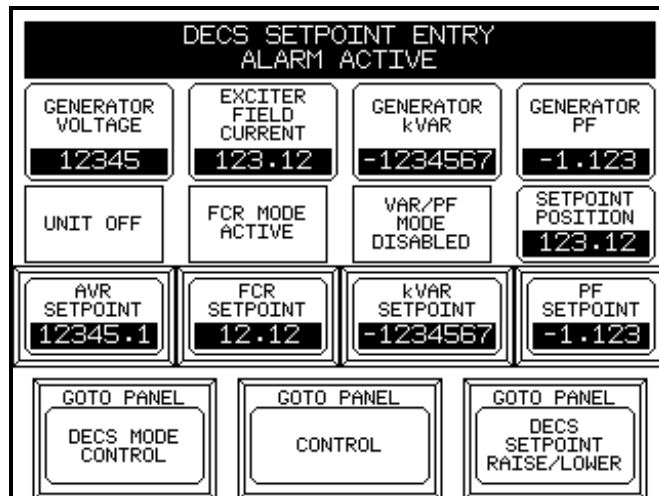 DECS SETPOINT ENTRY
ALARM ACTIVE
GENERATOR
VOLTAGE
12345
EXCITER
FIELD
CURRENT
123.12
GENERATOR
kVAR
-1234567
GENERATOR
PF
-1.123
UNIT OFF
FCR MODE
ACTIVE
VAR/PF
MODE
DISABLED
SETPOINT
POSITION
123.12
AVR
SETPOINT
12345.1
FCR
SETPOINT
12.12
kVAR
SETPOINT
-1234567
PF
SETPOINT
-1.123
GOTO PANEL
DECS MODE
CONTROL
GOTO PANEL
CONTROL
GOTO PANEL
DECS
SETPOINT
RAISE/LOWER